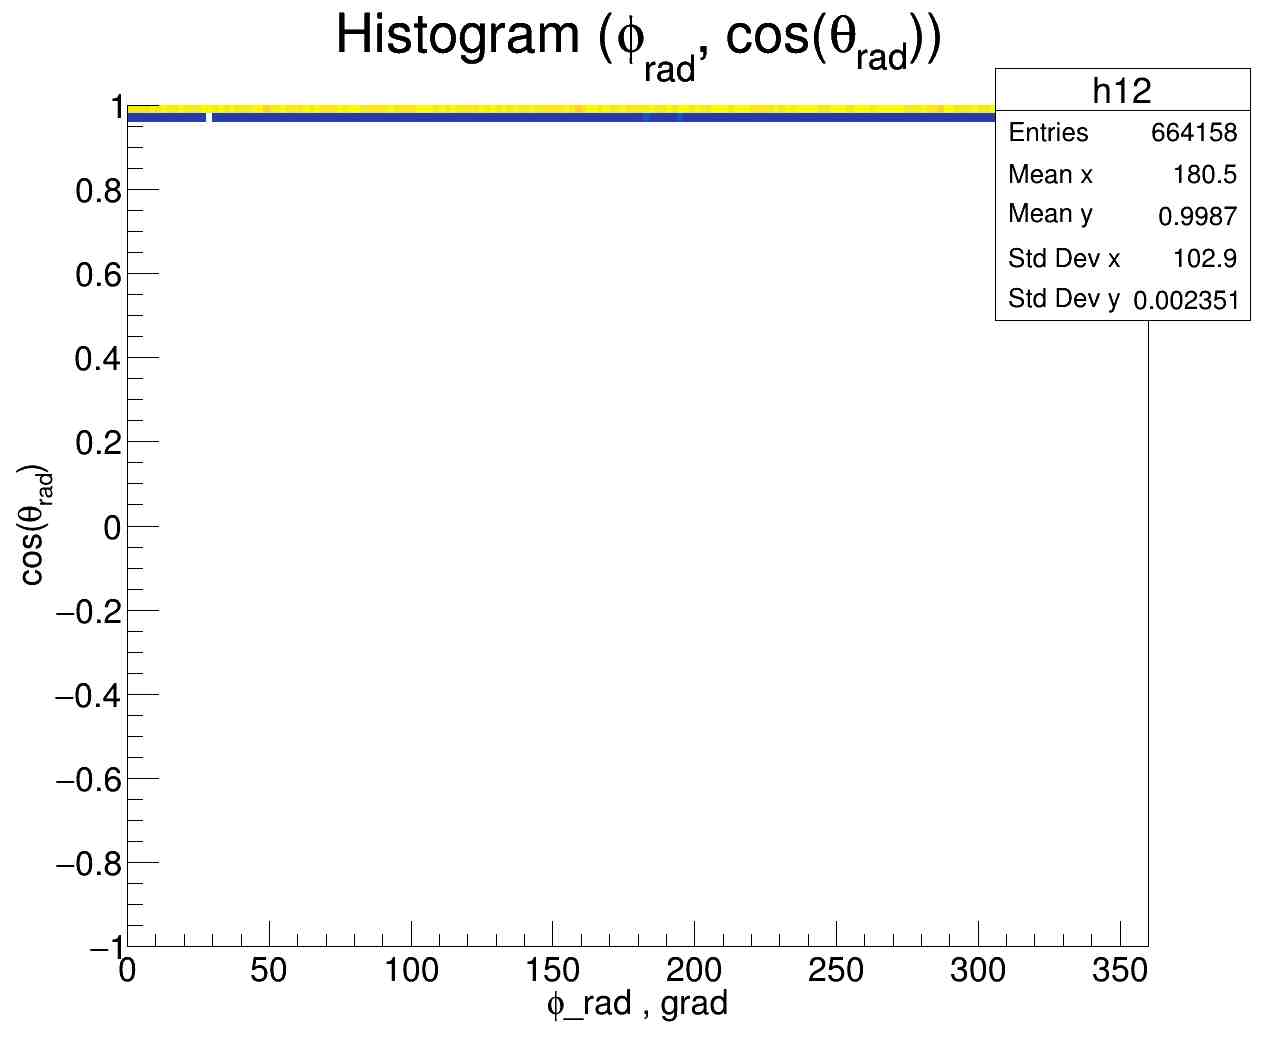 Histogram (ϕrad, cos(θrad))
h12
Entries 664158
Mean x 180.5
Mean y 0.9987
Std Dev x 102.9
Std Dev y 0.002351
1
0.8
0.6
0.4
0.2
0
−0.2
−0.4
−0.6
−0.8
−1
cos(θrad)
0 50 100 150 200 250 300 350
ϕ_rad , grad